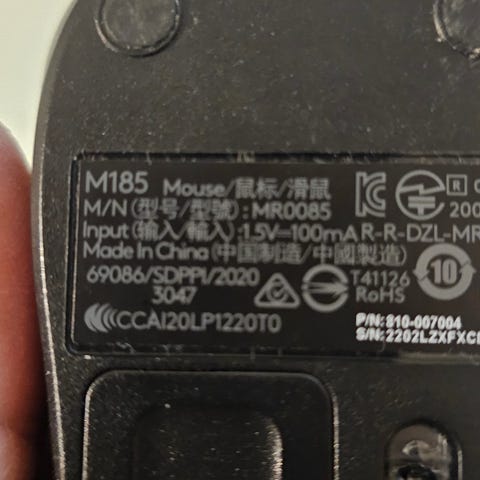 M185 Mouse/鼠标/滑鼠
M/N (型号/型號) : MR0085
Input (输入/輸入) : 1.5V⎓100mA R-R-DZL-MR
Made In China (中国制造/中國製造)
69086/SDPPI/2020
3047
T41126
RoHS
10
R
200
CCAI20LP1220T0
P/N: 810-007004
S/N: 2202LZXFXC